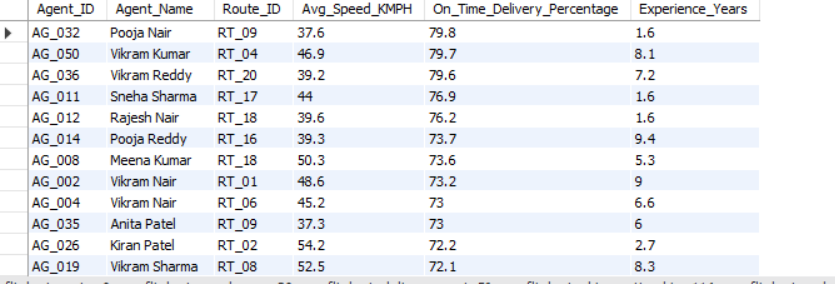 Agent_ID Agent_Name Route_ID Avg_Speed_KMPH On_Time_Delivery_Percentage Experience_Years
AG_032 Pooja Nair RT_09 37.6 79.8 1.6
AG_050 Vikram Kumar RT_04 46.9 79.7 8.1
AG_036 Vikram Reddy RT_20 39.2 79.6 7.2
AG_011 Sneha Sharma RT_17 44 76.9 1.6
AG_012 Rajesh Nair RT_18 39.6 76.2 1.6
AG_014 Pooja Reddy RT_16 39.3 73.7 9.4
AG_008 Meena Kumar RT_18 50.3 73.6 5.3
AG_002 Vikram Nair RT_01 48.6 73.2 9
AG_004 Vikram Nair RT_06 45.2 73 6.6
AG_035 Anita Patel RT_09 37.3 73 6
AG_026 Kiran Patel RT_02 54.2 72.2 2.7
AG_019 Vikram Sharma RT_08 52.5 72.1 8.3